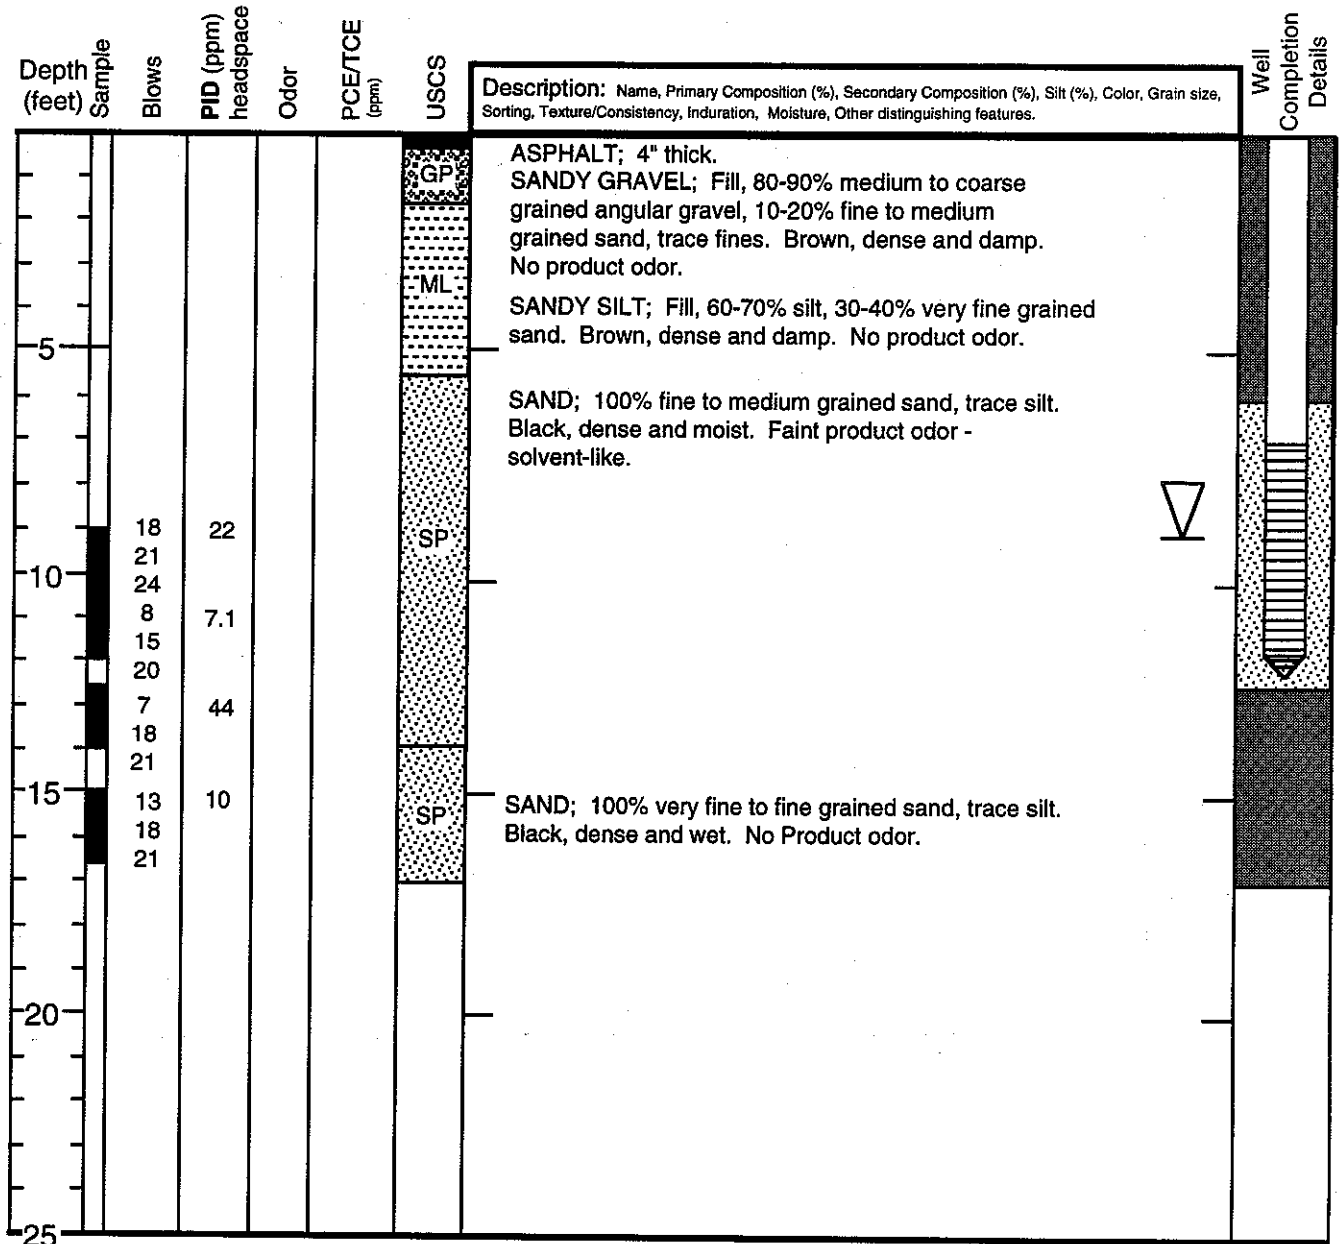 Depth
(feet)
Sample
Blows
PID (ppm)
headspace
Odor
PCE/TCE
(ppm)
USCS
Description: Name, Primary Composition (%), Secondary Composition (%), Silt (%), Color, Grain size,
Sorting, Texture/Consistency, Induration, Moisture, Other distinguishing features.
Well
Completion
Details
ASPHALT; 4" thick.
GP
SANDY GRAVEL; Fill, 80-90% medium to coarse
grained angular gravel, 10-20% fine to medium
grained sand, trace fines. Brown, dense and damp.
No product odor.
ML
SANDY SILT; Fill, 60-70% silt, 30-40% very fine grained
sand. Brown, dense and damp. No product odor.
5
SAND; 100% fine to medium grained sand, trace silt.
Black, dense and moist. Faint product odor -
solvent-like.
18 22
SP
21
10
24
8 7.1
15
20
7 44
18
21
15
13 10
SAND; 100% very fine to fine grained sand, trace silt.
SP
18
Black, dense and wet. No Product odor.
21
20
25